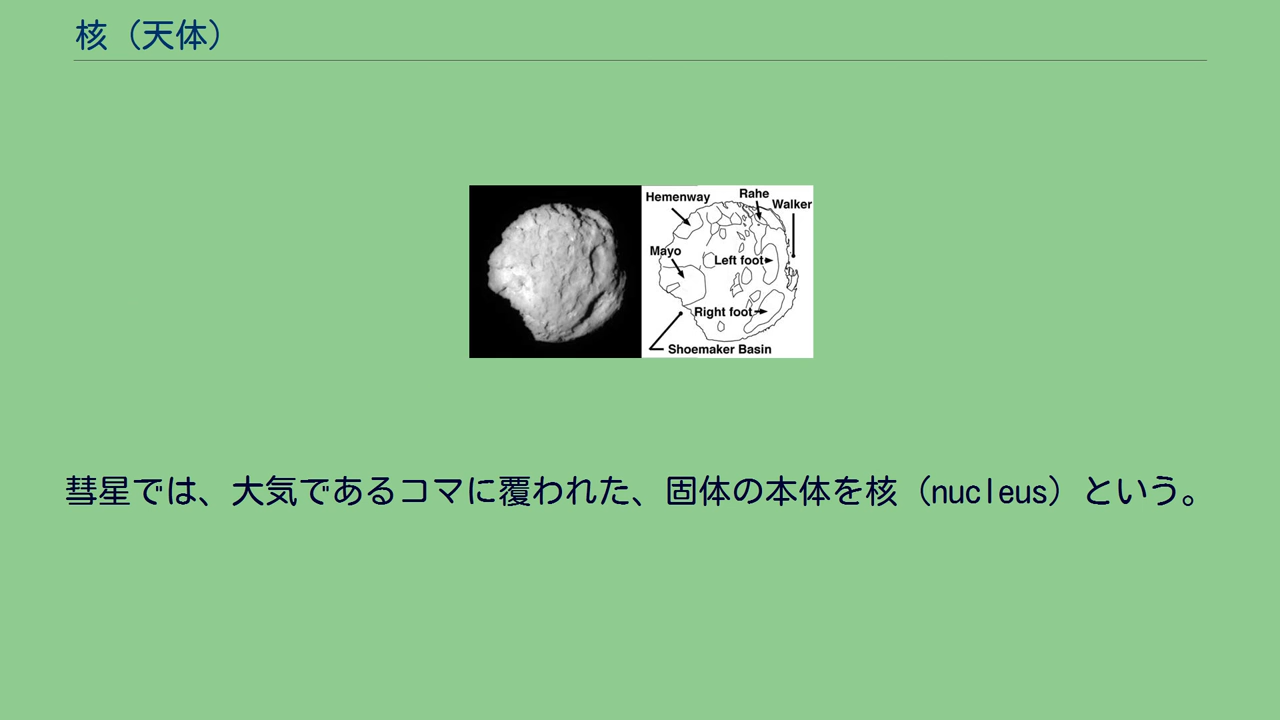 核（天体）
Hemenway
Rahe
Walker
Mayo
Left foot
Right foot
Shoemaker Basin
彗星では、大気であるコマに覆われた、固体の本体を核（nucleus）という。